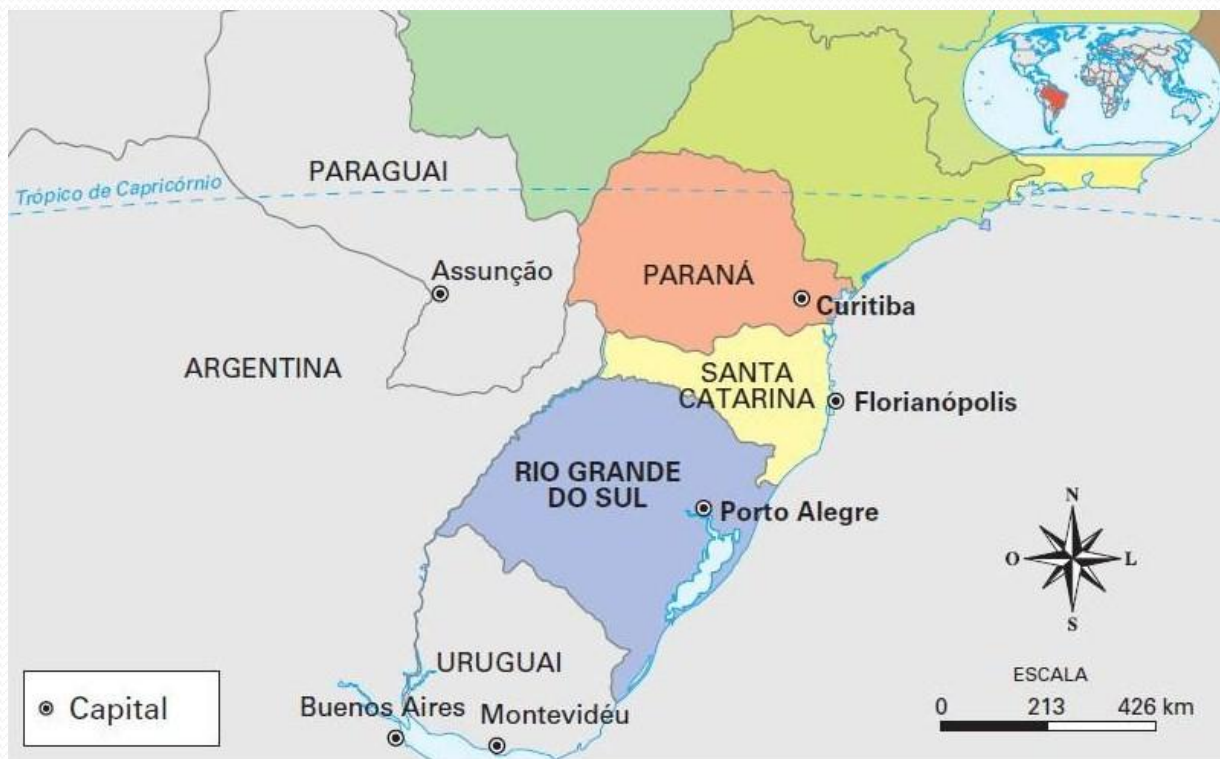 PARAGUAI
Trópico de Capricórnio
Assunção
PARANÁ
Curitiba
ARGENTINA
SANTA
CATARINA
Florianópolis
RIO GRANDE
DO SUL
Porto Alegre
N
O
L
S
URUGUAI
ESCALA
0 213 426 km
Capital
Buenos Aires
Montevidéu